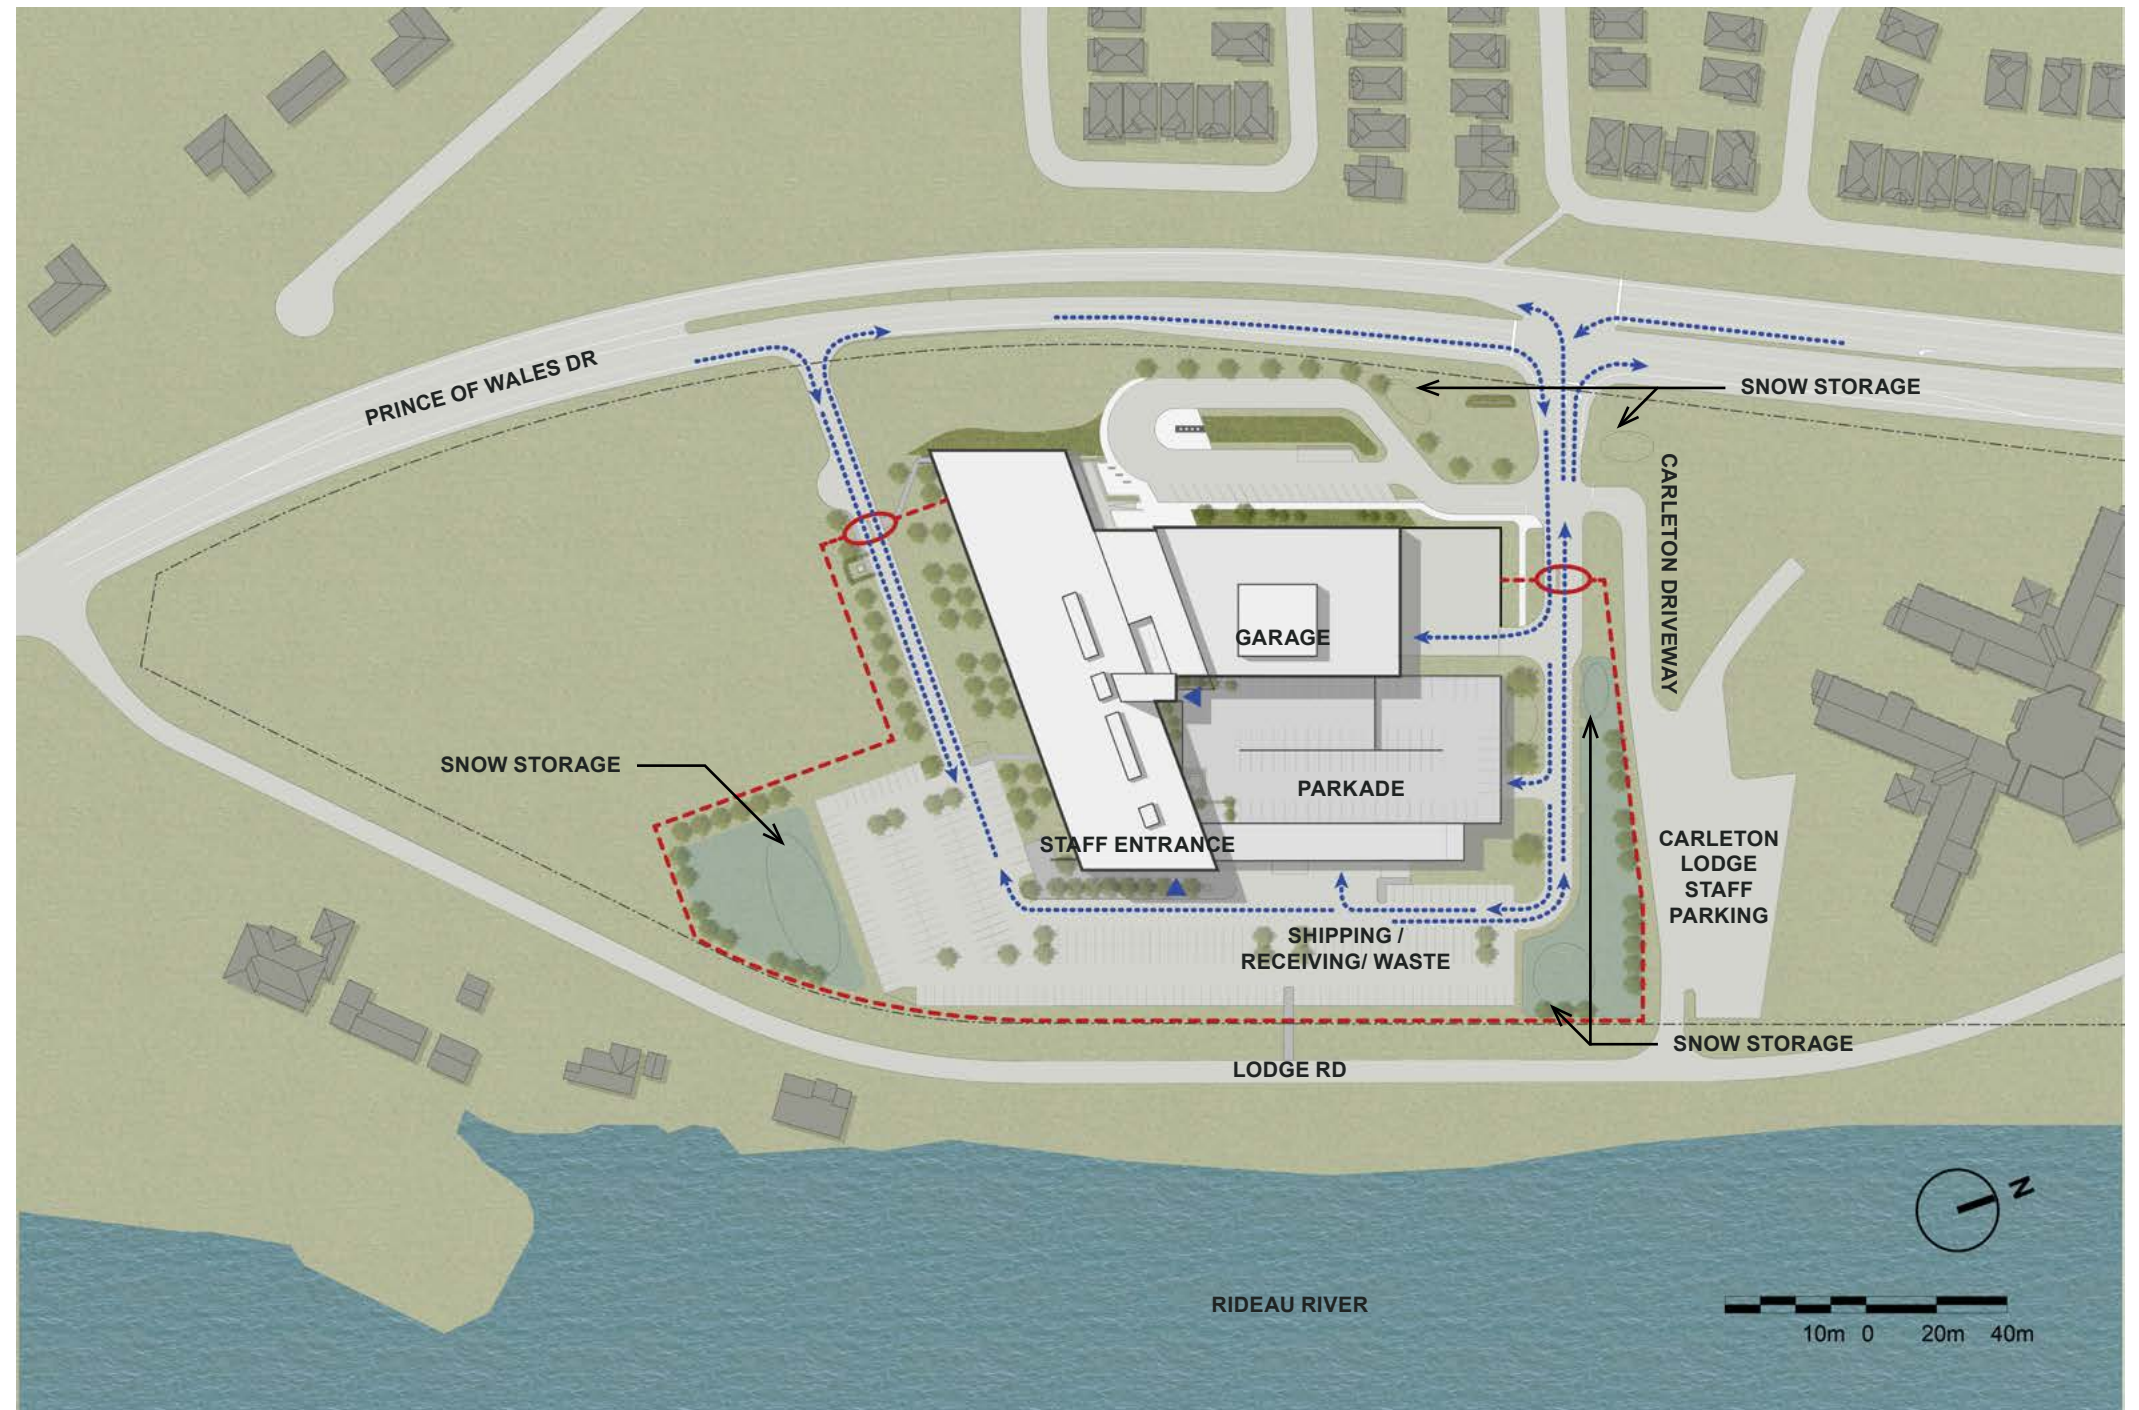 PRINCE OF WALES DR
SNOW STORAGE
CARLETON DRIVEWAY
GARAGE
SNOW STORAGE
PARKADE
STAFF ENTRANCE
CARLETON
LODGE
STAFF
PARKING
SHIPPING /
RECEIVING/ WASTE
SNOW STORAGE
LODGE RD
N
RIDEAU RIVER
10m 0 20m 40m